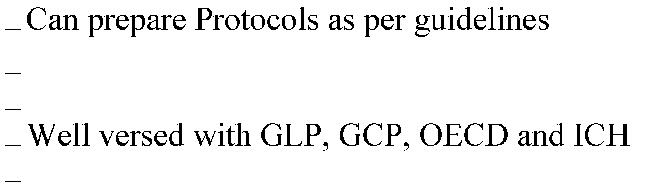 _ Can prepare Protocols as per guidelines
_
_
_ Well versed with GLP, GCP, OECD and ICH
_